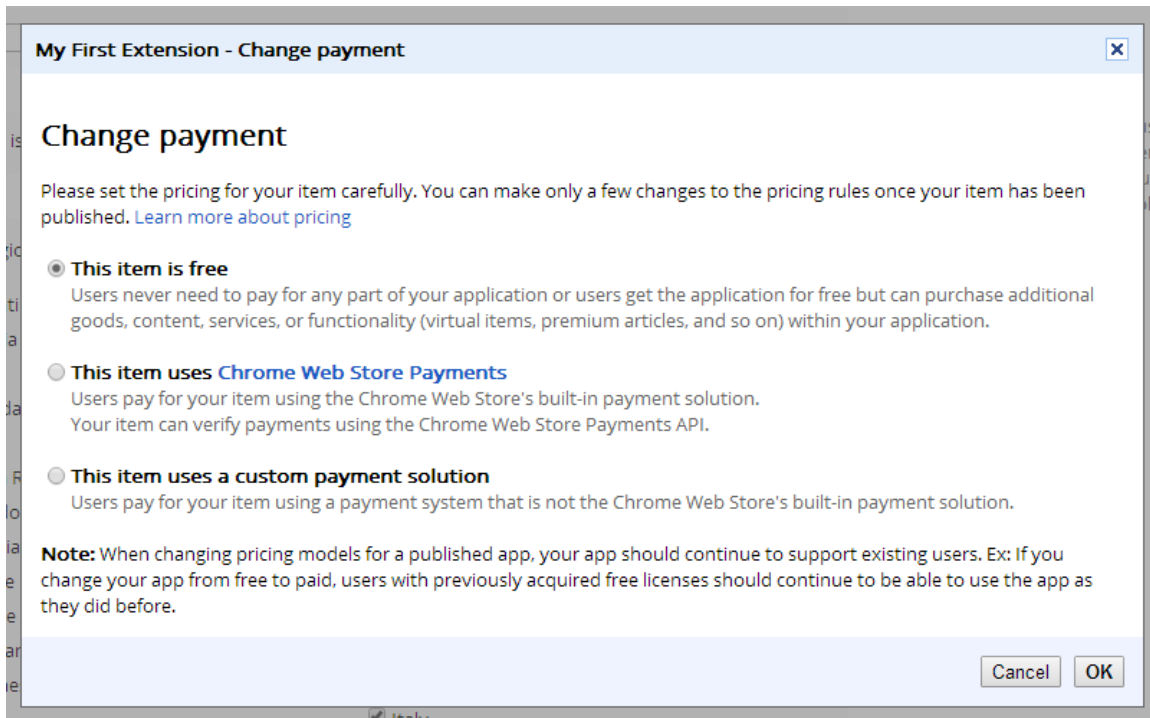 My First Extension - Change payment
Change payment
Please set the pricing for your item carefully. You can make only a few changes to the pricing rules once your item has been
published. Learn more about pricing
This item is free
Users never need to pay for any part of your application or users get the application for free but can purchase additional
goods, content, services, or functionality (virtual items, premium articles, and so on) within your application.
This item uses Chrome Web Store Payments
Users pay for your item using the Chrome Web Store's built-in payment solution.
Your item can verify payments using the Chrome Web Store Payments API.
This item uses a custom payment solution
Users pay for your item using a payment system that is not the Chrome Web Store's built-in payment solution.
Note: When changing pricing models for a published app, your app should continue to support existing users. Ex: If you
change your app from free to paid, users with previously acquired free licenses should continue to be able to use the app as
they did before.
Cancel OK